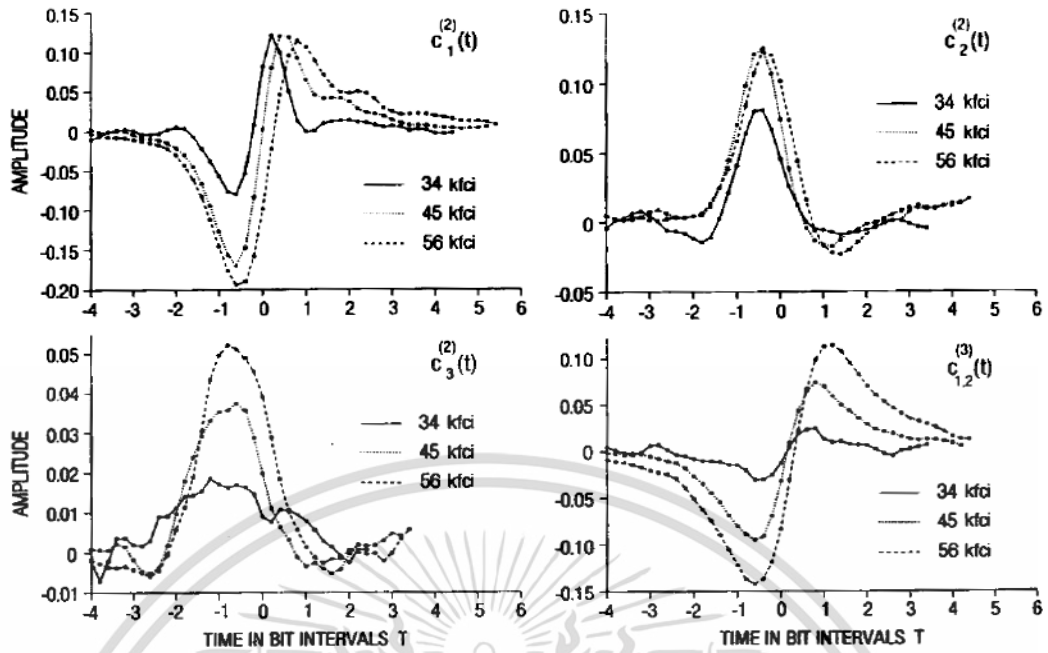 c₁⁽²⁾(t)
AMPLITUDE
0.15
0.10
0.05
0
-0.05
-0.10
-0.15
-0.20
34 kfci
45 kfci
56 kfci
-4 -3 -2 -1 0 1 2 3 4 5 6
c₂⁽²⁾(t)
0.15
0.10
0.05
0
-0.05
34 kfci
45 kfci
56 kfci
-4 -3 -2 -1 0 1 2 3 4 5 6
c₃⁽²⁾(t)
AMPLITUDE
0.05
0.04
0.03
0.02
0.01
0
-0.01
34 kfci
45 kfci
56 kfci
-4 -3 -2 -1 0 1 2 3 4 5 6
TIME IN BIT INTERVALS T
c₁,₂⁽³⁾(t)
0.10
0.05
0
-0.05
-0.10
-0.15
34 kfci
45 kfci
56 kfci
-4 -3 -2 -1 0 1 2 3 4 5 6
TIME IN BIT INTERVALS T